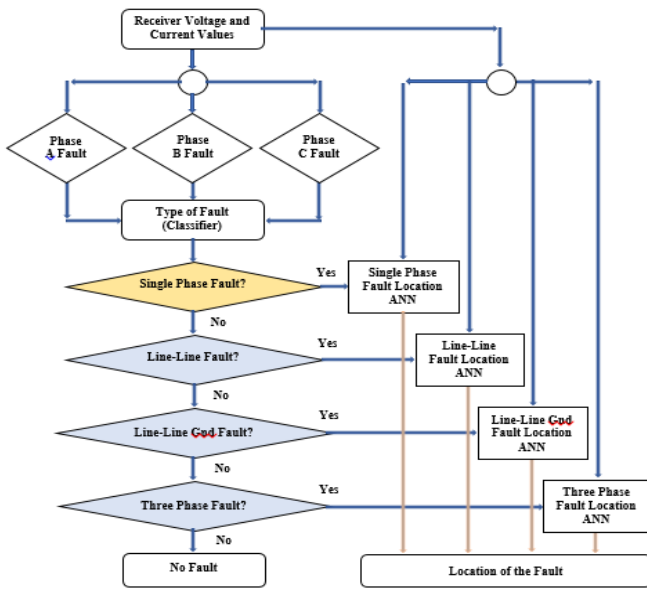 Receiver Voltage and
Current Values
Phase
A Fault
Phase
B Fault
Phase
C Fault
Type of Fault
(Classifier)
Single Phase Fault?
Yes
Single Phase
Fault Location
ANN
No
Line-Line Fault?
Yes
Line-Line
Fault Location
ANN
No
Line-Line Gnd Fault?
Yes
Line-Line Gnd
Fault Location
ANN
No
Three Phase Fault?
Yes
Three Phase
Fault Location
ANN
No
No Fault
Location of the Fault